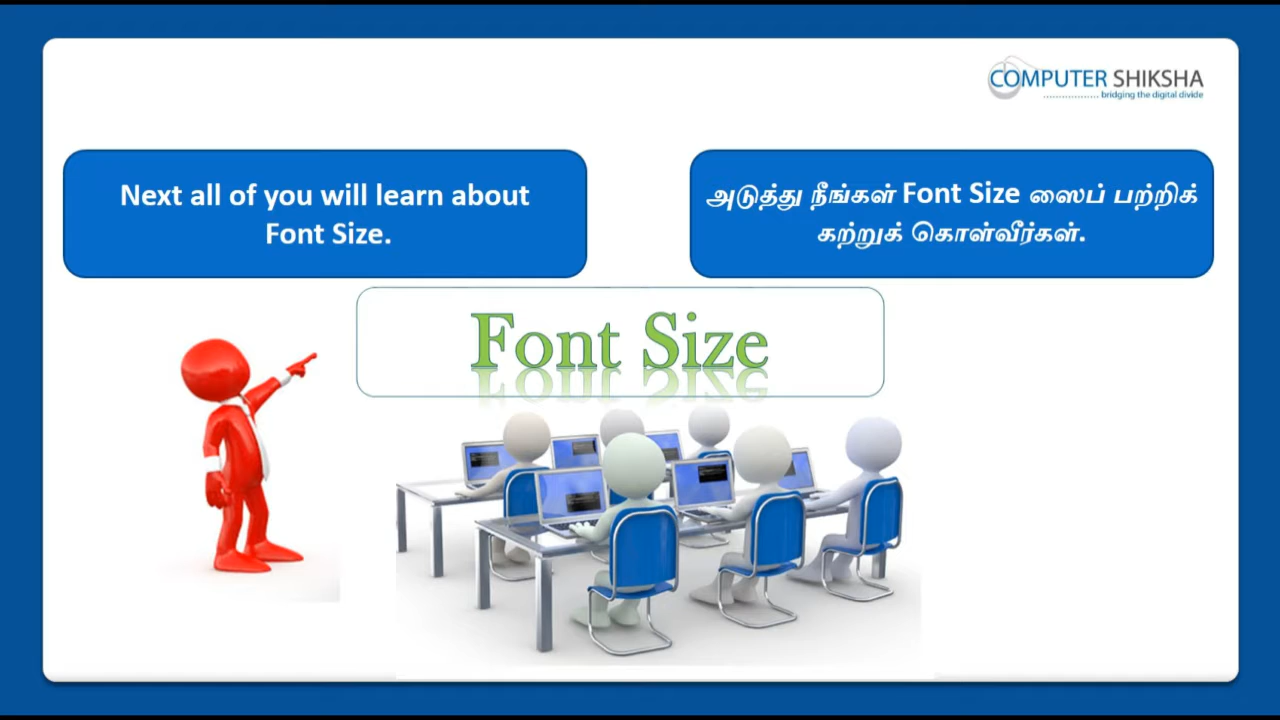 COMPUTER SHIKSHA
bridging the digital divide
Next all of you will learn about
Font Size.
அடுத்து நீங்கள் Font Size ஸைப் பற்றிக்
கற்றுக் கொள்வீர்கள்.
Font Size